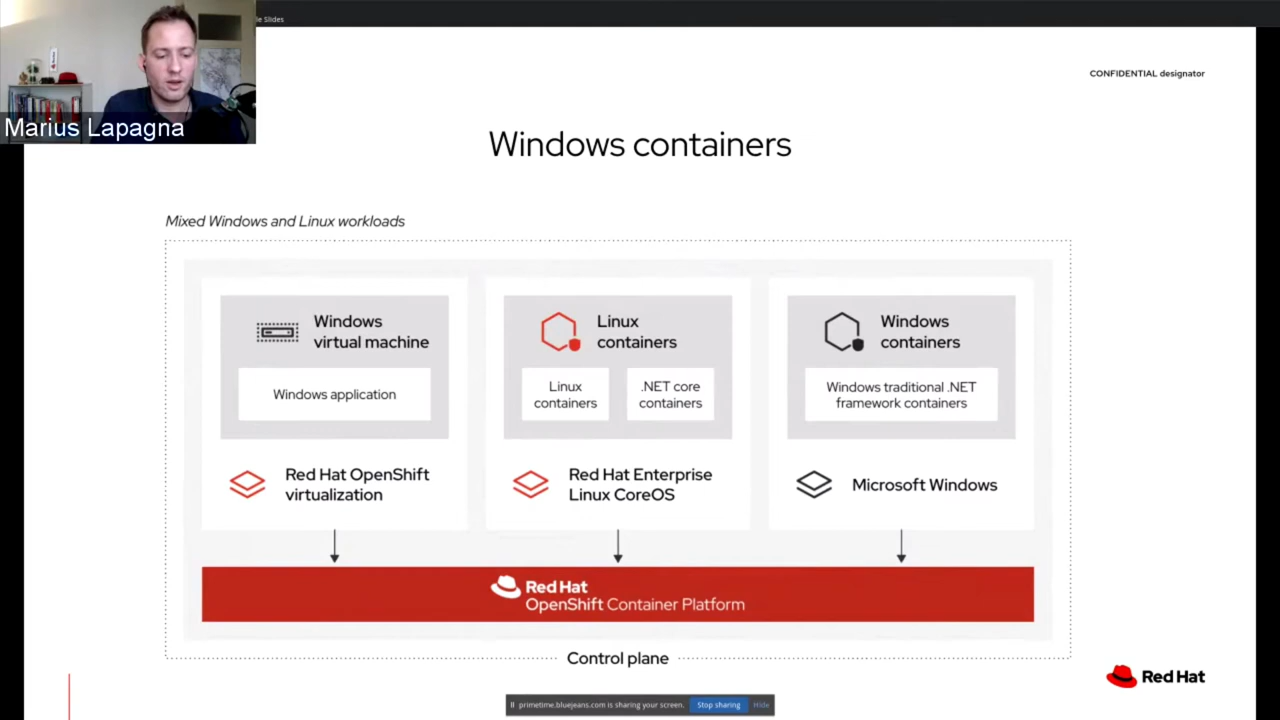 le Slides
CONFIDENTIAL designator
Marius Lapagna
Windows containers
Mixed Windows and Linux workloads
Windows
virtual machine
Windows application
Red Hat OpenShift
virtualization
Linux
containers
Linux
containers
.NET core
containers
Red Hat Enterprise
Linux CoreOS
Windows
containers
Windows traditional .NET
framework containers
Microsoft Windows
Red Hat
OpenShift Container Platform
Control plane
Red Hat
primetime.bluejeans.com is sharing your screen.
Stop sharing
Hide